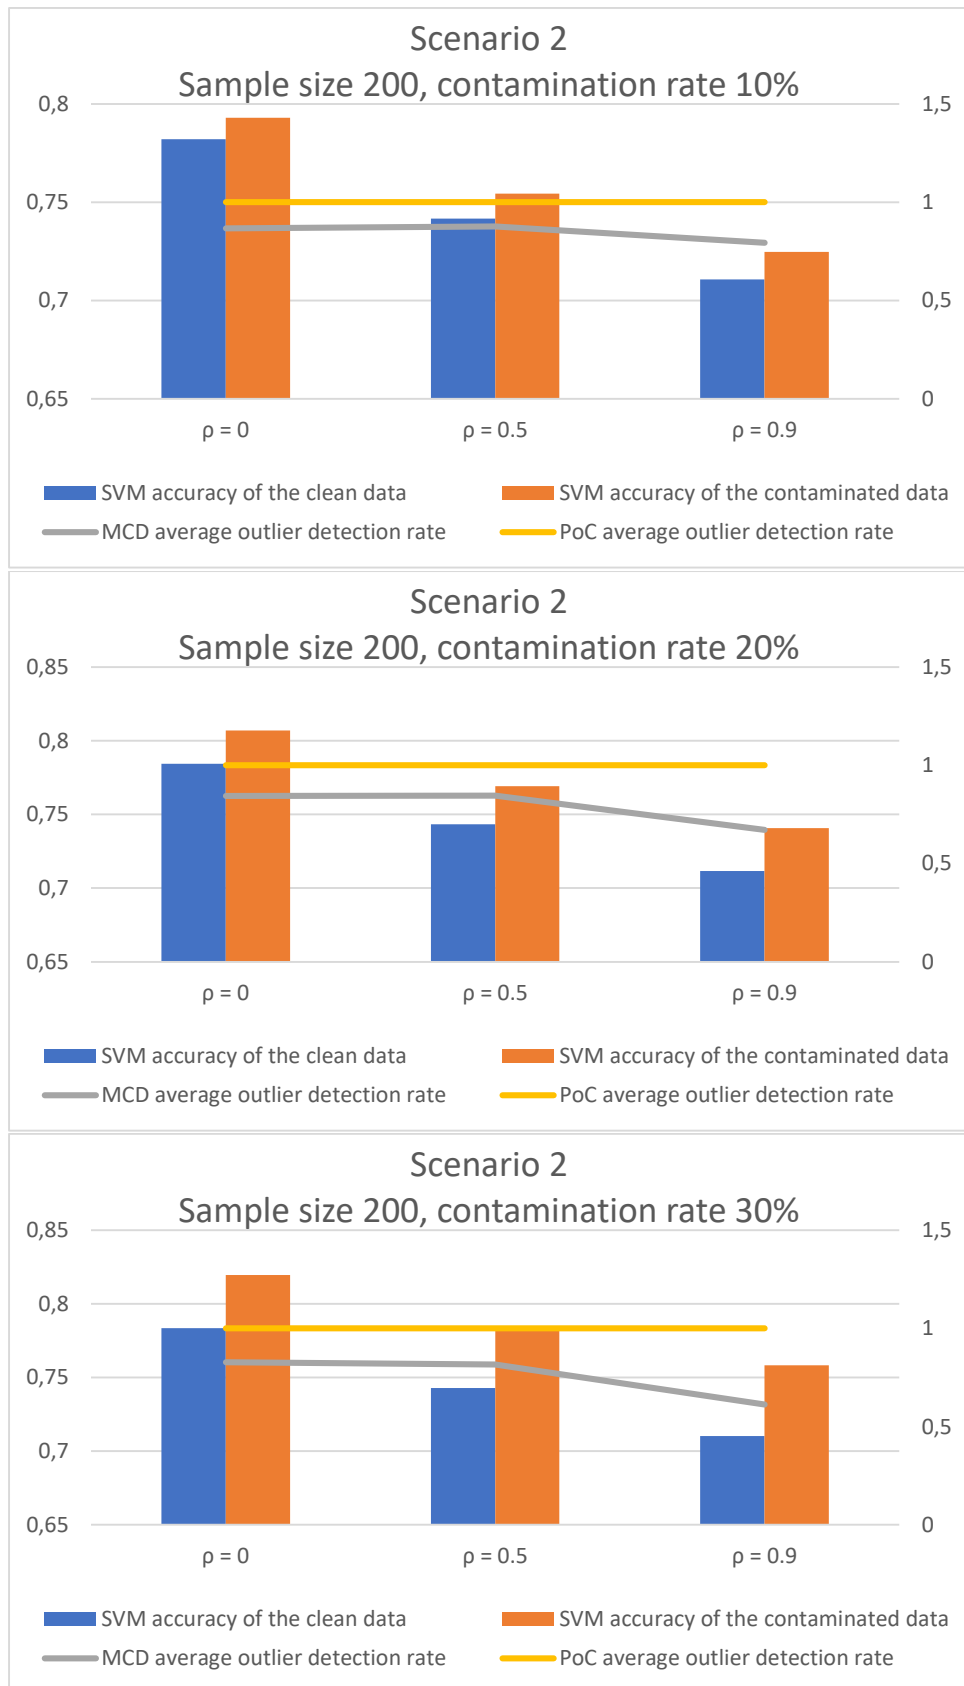 Scenario 2
Sample size 200, contamination rate 10%
0,8 1,5
0,75 1
0,7 0,5
0,65 0
ρ = 0 ρ = 0.5 ρ = 0.9
SVM accuracy of the clean data SVM accuracy of the contaminated data
MCD average outlier detection rate PoC average outlier detection rate
Scenario 2
Sample size 200, contamination rate 20%
0,85 1,5
0,8
1
0,75
0,5
0,7
0,65 0
ρ = 0 ρ = 0.5 ρ = 0.9
SVM accuracy of the clean data SVM accuracy of the contaminated data
MCD average outlier detection rate PoC average outlier detection rate
Scenario 2
Sample size 200, contamination rate 30%
0,85 1,5
0,8
1
0,75
0,5
0,7
0,65 0
ρ = 0 ρ = 0.5 ρ = 0.9
SVM accuracy of the clean data SVM accuracy of the contaminated data
MCD average outlier detection rate PoC average outlier detection rate